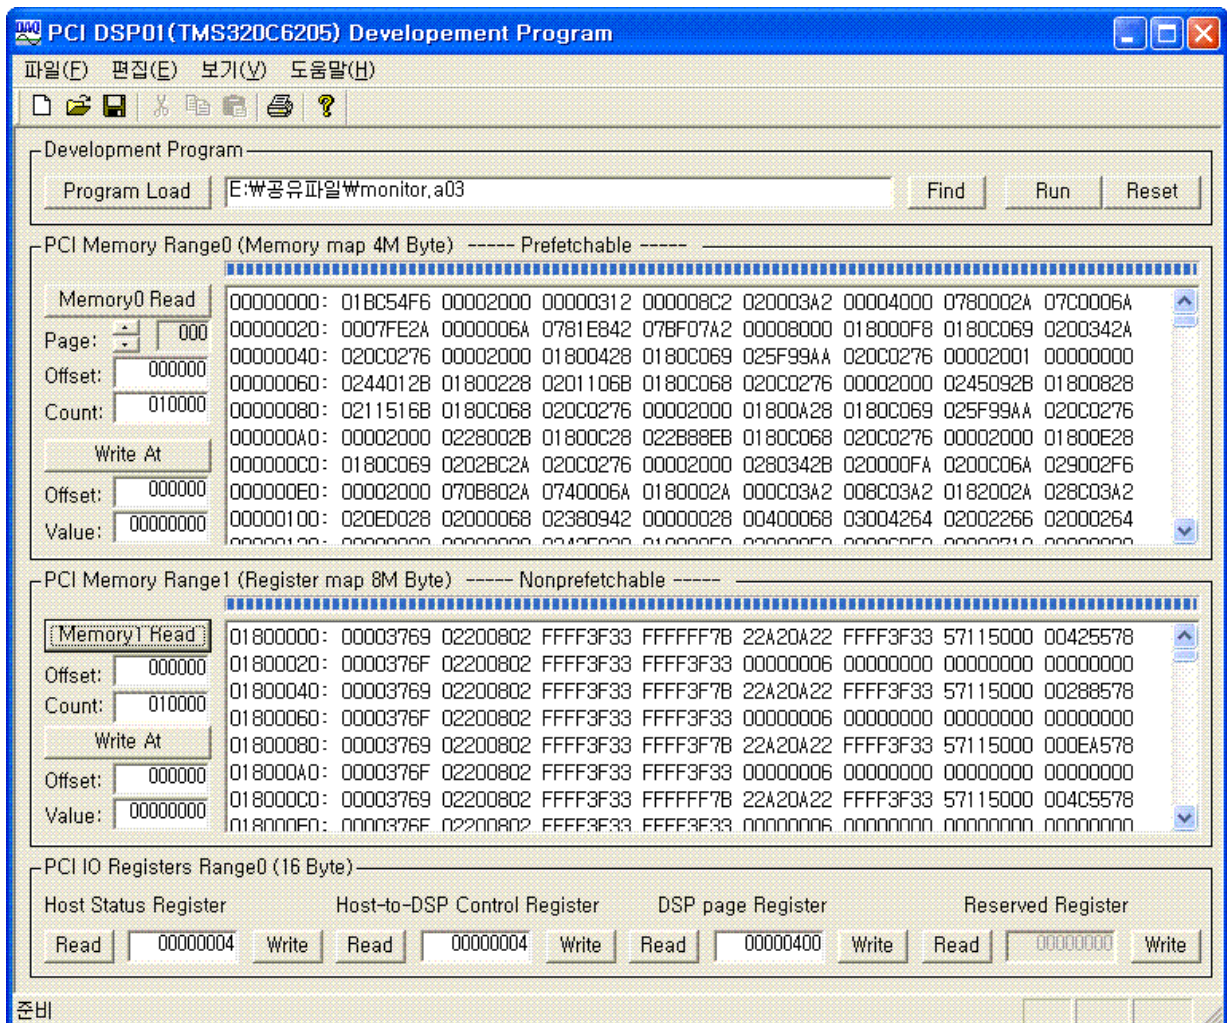 PCI DSP01(TMS320C6205) Developement Program
파일(F) 편집(E) 보기(V) 도움말(H)
Development Program
Program Load E:₩공유파일₩monitor,a03 Find Run Reset
PCI Memory Range0 (Memory map 4M Byte) ----- Prefetchable -----
Memory0 Read
Page: 000
Offset: 000000
Count: 010000
Write At
Offset: 000000
Value: 00000000
00000000: 01BC54F6 00002000 00000312 000008C2 020003A2 00004000 0780002A 07C0006A
00000020: 0007FE2A 0000006A 0781E842 07BF07A2 00008000 018000F8 0180C069 0200342A
00000040: 020C0276 00002000 01800428 0180C069 025F99AA 020C0276 00002001 00000000
00000060: 0244012B 01800228 0201106B 0180C068 020C0276 00002000 0245092B 01800828
00000080: 0211516B 0180C068 020C0276 00002000 01800A28 0180C069 025F99AA 020C0276
000000A0: 00002000 0228002B 01800C28 022B88EB 0180C068 020C0276 00002000 01800E28
000000C0: 0180C069 0202BC2A 020C0276 00002000 0280342B 020000FA 0200C06A 029002F6
000000E0: 00002000 070B802A 0740006A 0180002A 000C03A2 008C03A2 0182002A 028C03A2
00000100: 020ED028 02000068 02380942 00000028 00400068 03004264 02002266 02000264
PCI Memory Range1 (Register map 8M Byte) ----- Nonprefetchable -----
Memory1 Read
Offset: 000000
Count: 010000
Write At
Offset: 000000
Value: 00000000
01800000: 00003769 02200802 FFFF3F33 FFFFFF7B 22A20A22 FFFF3F33 57115000 00425578
01800020: 0000376F 02200802 FFFF3F33 FFFF3F33 00000006 00000000 00000000 00000000
01800040: 00003769 02200802 FFFF3F33 FFFF3F7B 22A20A22 FFFF3F33 57115000 00288578
01800060: 0000376F 02200802 FFFF3F33 FFFF3F33 00000006 00000000 00000000 00000000
01800080: 00003769 02200802 FFFF3F33 FFFF3F7B 22A20A22 FFFF3F33 57115000 000EA578
018000A0: 0000376F 02200802 FFFF3F33 FFFF3F33 00000006 00000000 00000000 00000000
018000C0: 00003769 02200802 FFFF3F33 FFFFFF7B 22A20A22 FFFF3F33 57115000 004C5578
018000E0: 0000376F 02200802 FFFF3F33 FFFF3F33 00000006 00000000 00000000 00000000
PCI IO Registers Range0 (16 Byte)
Host Status Register Host-to-DSP Control Register DSP page Register Reserved Register
Read 00000004 Write Read 00000004 Write Read 00000400 Write Read 00000000 Write
준비